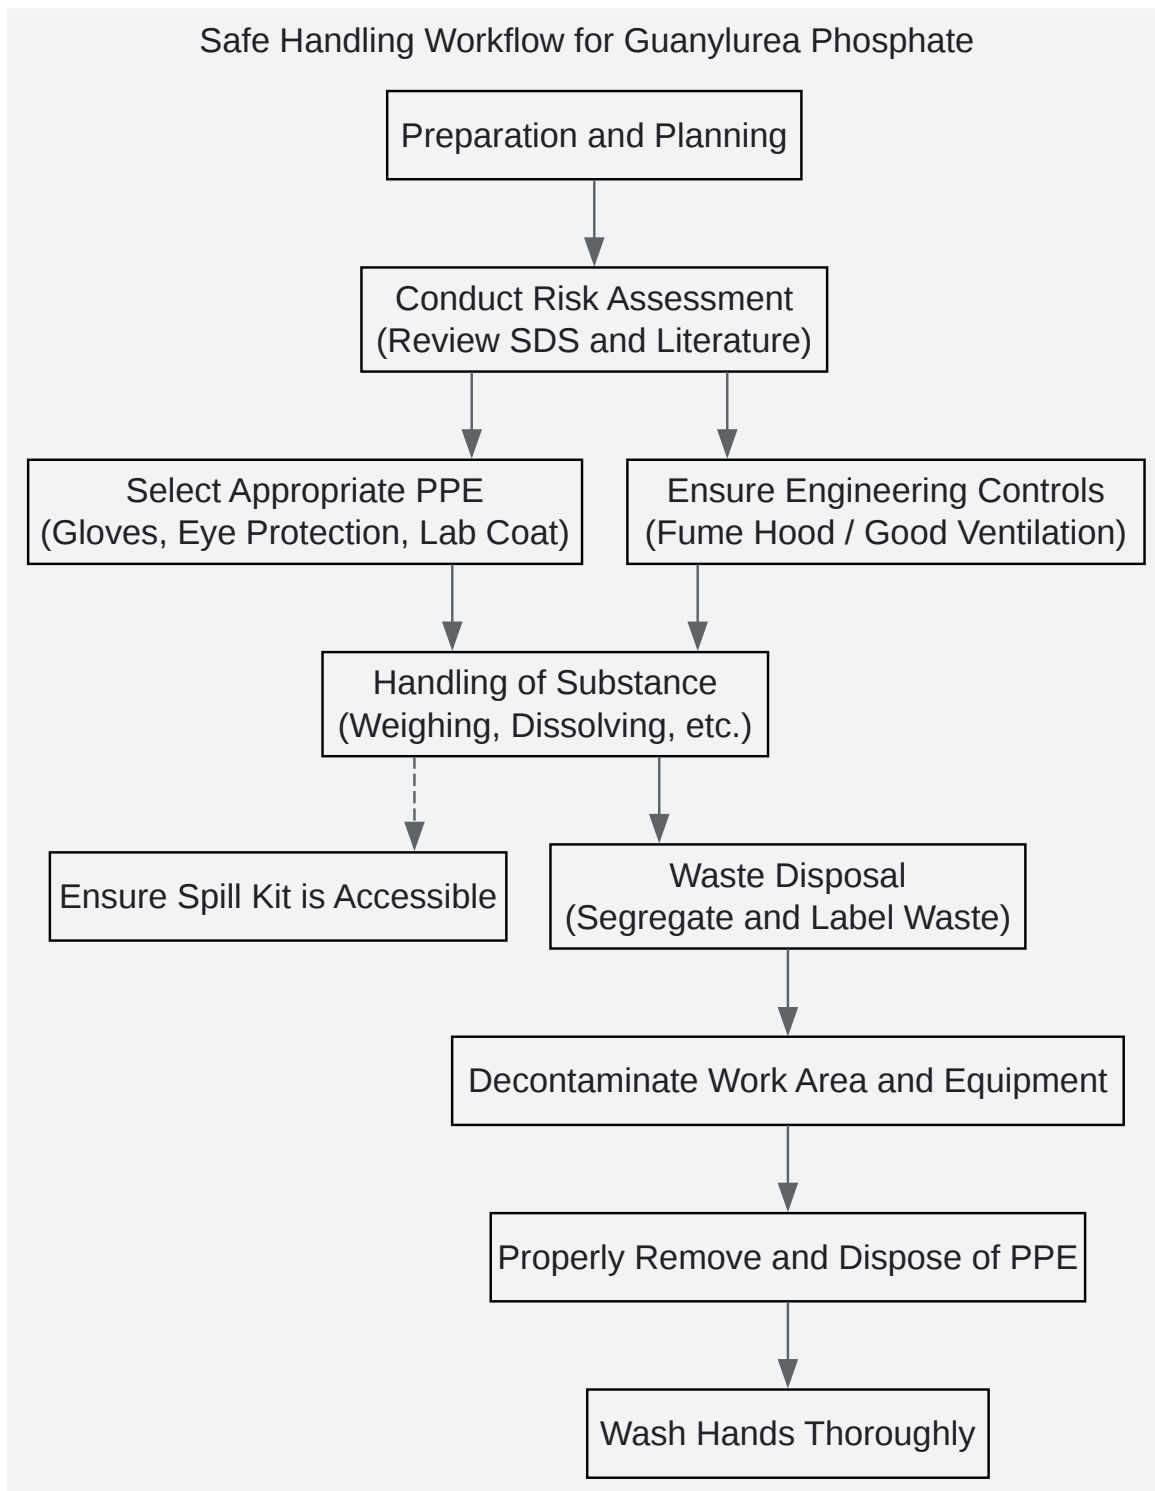 Safe Handling Workflow for Guanylurea Phosphate
Preparation and Planning
Conduct Risk Assessment
(Review SDS and Literature)
Select Appropriate PPE
(Gloves, Eye Protection, Lab Coat)
Ensure Engineering Controls
(Fume Hood / Good Ventilation)
Handling of Substance
(Weighing, Dissolving, etc.)
Ensure Spill Kit is Accessible
Waste Disposal
(Segregate and Label Waste)
Decontaminate Work Area and Equipment
Properly Remove and Dispose of PPE
Wash Hands Thoroughly